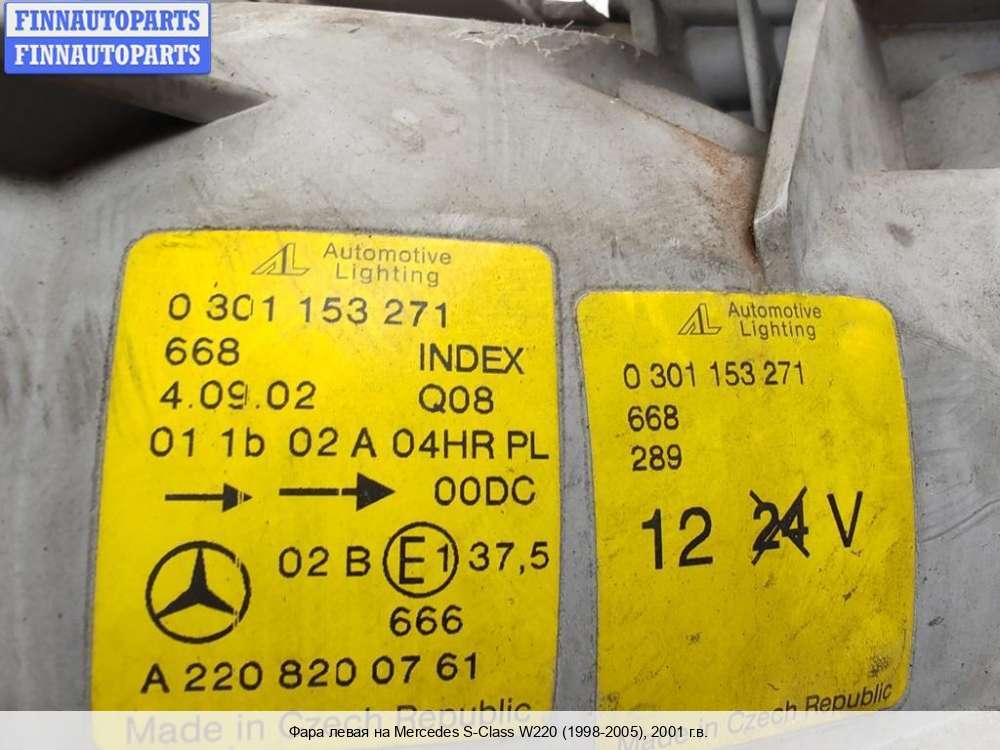 FINNAUTOPARTS
FINNAUTOPARTS
AL Automotive
Lighting
0 301 153 271
668 INDEX
4.09.02 Q08
01 1b 02 A 04HR PL
00DC
02 B E1 37,5
666
A 220 820 07 61
Made in Czech Republic
AL Automotive
Lighting
0 301 153 271
668
289
12 24 V
Made in Czech Republic
Фара левая на Mercedes S-Class W220 (1998-2005), 2001 г.в.